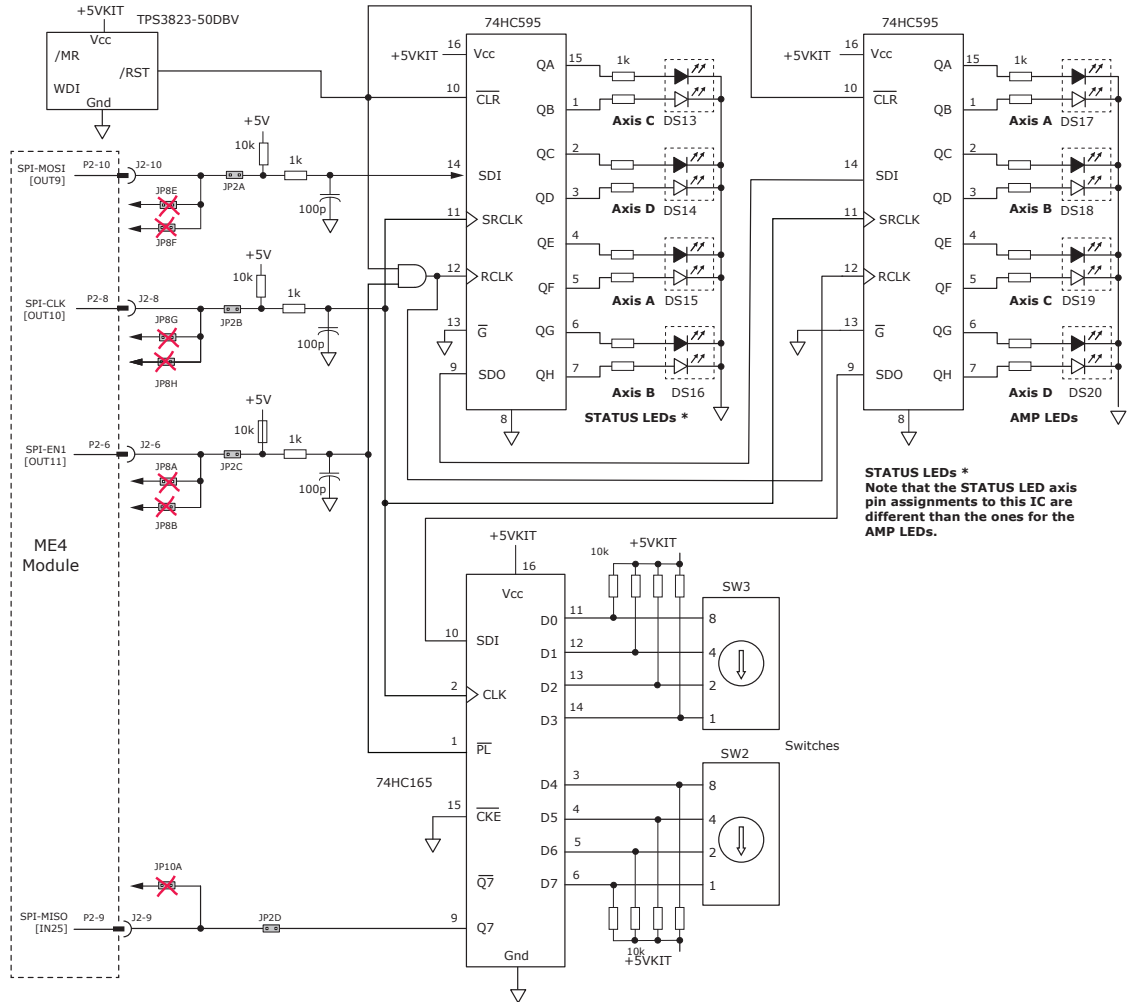 +5VKIT
TPS3823-50DBV
Vcc
/MR
/RST
WDI
Gnd
74HC595
+5VKIT
16
Vcc
QA
15
1k
10
CLR
QB
1
Axis C
DS13
QC
2
14
SDI
QD
3
Axis D
DS14
11
SRCLK
QE
4
12
RCLK
QF
5
Axis A
DS15
13
G
QG
6
9
SDO
QH
7
Axis B
DS16
8
STATUS LEDs *
74HC595
+5VKIT
16
Vcc
QA
15
1k
10
CLR
QB
1
Axis A
DS17
QC
2
14
SDI
QD
3
Axis B
DS18
11
SRCLK
QE
4
12
RCLK
QF
5
Axis C
DS19
13
G
QG
6
9
SDO
QH
7
Axis D
DS20
8
AMP LEDs
STATUS LEDs *
Note that the STATUS LED axis
pin assignments to this IC are
different than the ones for the
AMP LEDs.
SPI-MOSI
[OUT9]
P2-10
J2-10
JP8E
JP8F
JP2A
+5V
10k
1k
100p
SPI-CLK
[OUT10]
P2-8
J2-8
JP8G
JP8H
JP2B
+5V
10k
1k
100p
SPI-EN1
[OUT11]
P2-6
J2-6
JP8A
JP8B
JP2C
+5V
10k
1k
100p
ME4
Module
JP10A
SPI-MISO
[IN25]
P2-9
J2-9
JP2D
+5VKIT
16
Vcc
10
SDI
2
CLK
1
PL
74HC165
15
CKE
Q7
9
Q7
Gnd
D0
11
D1
12
D2
13
D3
14
D4
3
D5
4
D6
5
D7
6
10k
+5VKIT
SW3
8
4
2
1
Switches
SW2
8
4
2
1
10k
+5VKIT